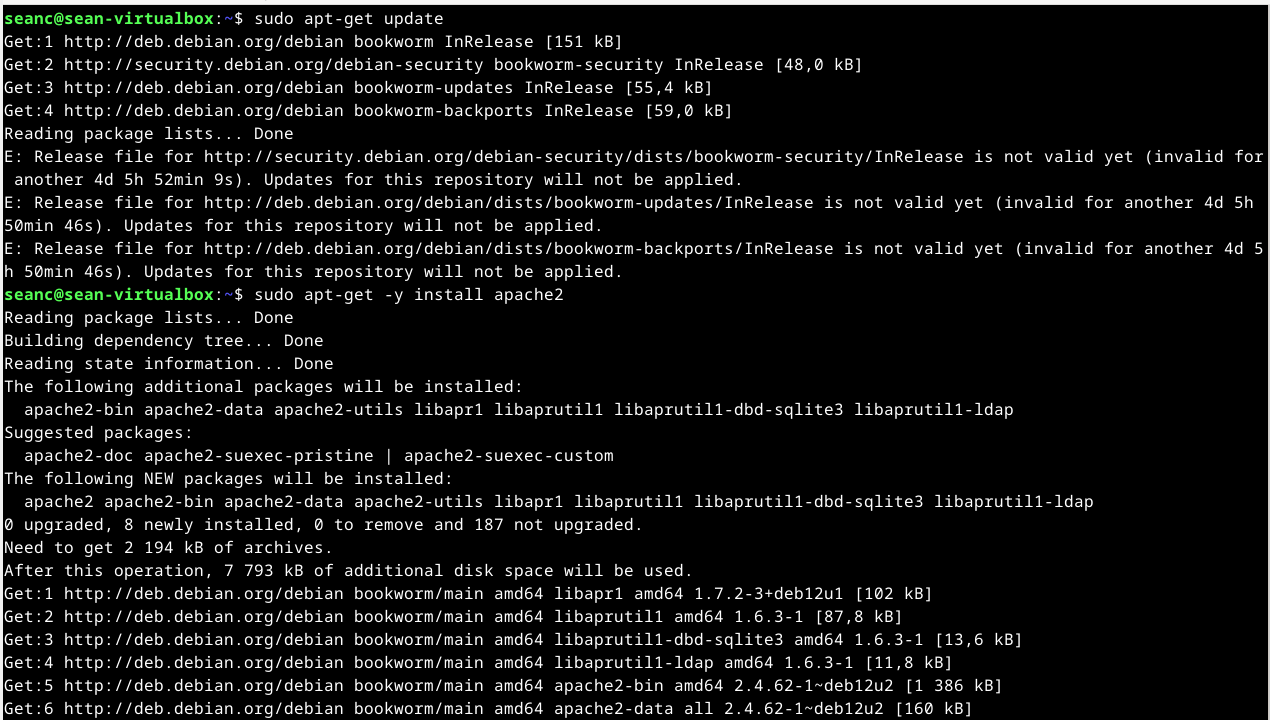 seanc@sean-virtualbox:~$ sudo apt-get update
Get:1 http://deb.debian.org/debian bookworm InRelease [151 kB]
Get:2 http://security.debian.org/debian-security bookworm-security InRelease [48,0 kB]
Get:3 http://deb.debian.org/debian bookworm-updates InRelease [55,4 kB]
Get:4 http://deb.debian.org/debian bookworm-backports InRelease [59,0 kB]
Reading package lists... Done
E: Release file for http://security.debian.org/debian-security/dists/bookworm-security/InRelease is not valid yet (invalid for
 another 4d 5h 52min 9s). Updates for this repository will not be applied.
E: Release file for http://deb.debian.org/debian/dists/bookworm-updates/InRelease is not valid yet (invalid for another 4d 5h
50min 46s). Updates for this repository will not be applied.
E: Release file for http://deb.debian.org/debian/dists/bookworm-backports/InRelease is not valid yet (invalid for another 4d 5
h 50min 46s). Updates for this repository will not be applied.
seanc@sean-virtualbox:~$ sudo apt-get -y install apache2
Reading package lists... Done
Building dependency tree... Done
Reading state information... Done
The following additional packages will be installed:
  apache2-bin apache2-data apache2-utils libapr1 libaprutil1 libaprutil1-dbd-sqlite3 libaprutil1-ldap
Suggested packages:
  apache2-doc apache2-suexec-pristine | apache2-suexec-custom
The following NEW packages will be installed:
  apache2 apache2-bin apache2-data apache2-utils libapr1 libaprutil1 libaprutil1-dbd-sqlite3 libaprutil1-ldap
0 upgraded, 8 newly installed, 0 to remove and 187 not upgraded.
Need to get 2 194 kB of archives.
After this operation, 7 793 kB of additional disk space will be used.
Get:1 http://deb.debian.org/debian bookworm/main amd64 libapr1 amd64 1.7.2-3+deb12u1 [102 kB]
Get:2 http://deb.debian.org/debian bookworm/main amd64 libaprutil1 amd64 1.6.3-1 [87,8 kB]
Get:3 http://deb.debian.org/debian bookworm/main amd64 libaprutil1-dbd-sqlite3 amd64 1.6.3-1 [13,6 kB]
Get:4 http://deb.debian.org/debian bookworm/main amd64 libaprutil1-ldap amd64 1.6.3-1 [11,8 kB]
Get:5 http://deb.debian.org/debian bookworm/main amd64 apache2-bin amd64 2.4.62-1~deb12u2 [1 386 kB]
Get:6 http://deb.debian.org/debian bookworm/main amd64 apache2-data all 2.4.62-1~deb12u2 [160 kB]